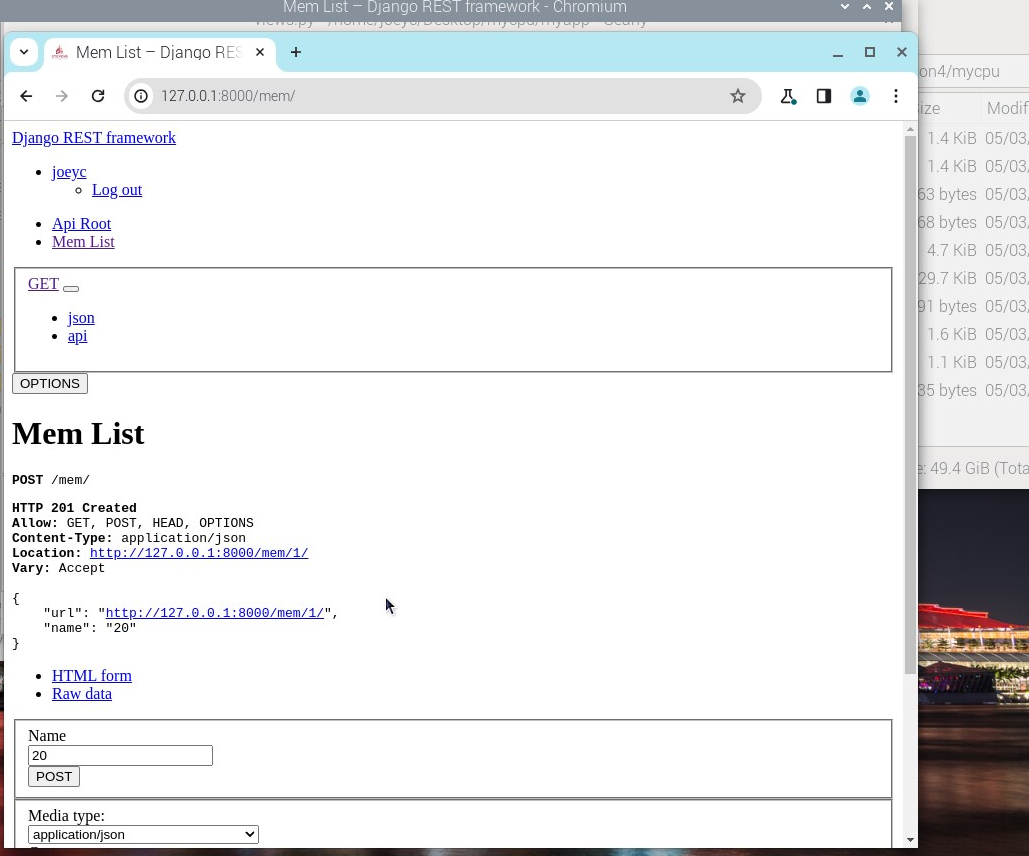 Mem List – Django REST framework - Chromium
views.py - /home/joeyc/Desktop/mycpu/myapp - Geany
Mem List – Django RES
127.0.0.1:8000/mem/
on4/mycpu
Size Modif
1.4 KiB 05/03/
1.4 KiB 05/03/
63 bytes 05/03/
68 bytes 05/03/
4.7 KiB 05/03/
29.7 KiB 05/03/
91 bytes 05/03/
1.6 KiB 05/03/
1.1 KiB 05/03/
35 bytes 05/03/
e: 49.4 GiB (Tota
Django REST framework
joeyc
Log out
Api Root
Mem List
GET
json
api
OPTIONS
Mem List
POST /mem/
HTTP 201 Created
Allow: GET, POST, HEAD, OPTIONS
Content-Type: application/json
Location: http://127.0.0.1:8000/mem/1/
Vary: Accept
{
"url": "http://127.0.0.1:8000/mem/1/",
"name": "20"
}
HTML form
Raw data
Name
20
POST
Media type:
application/json